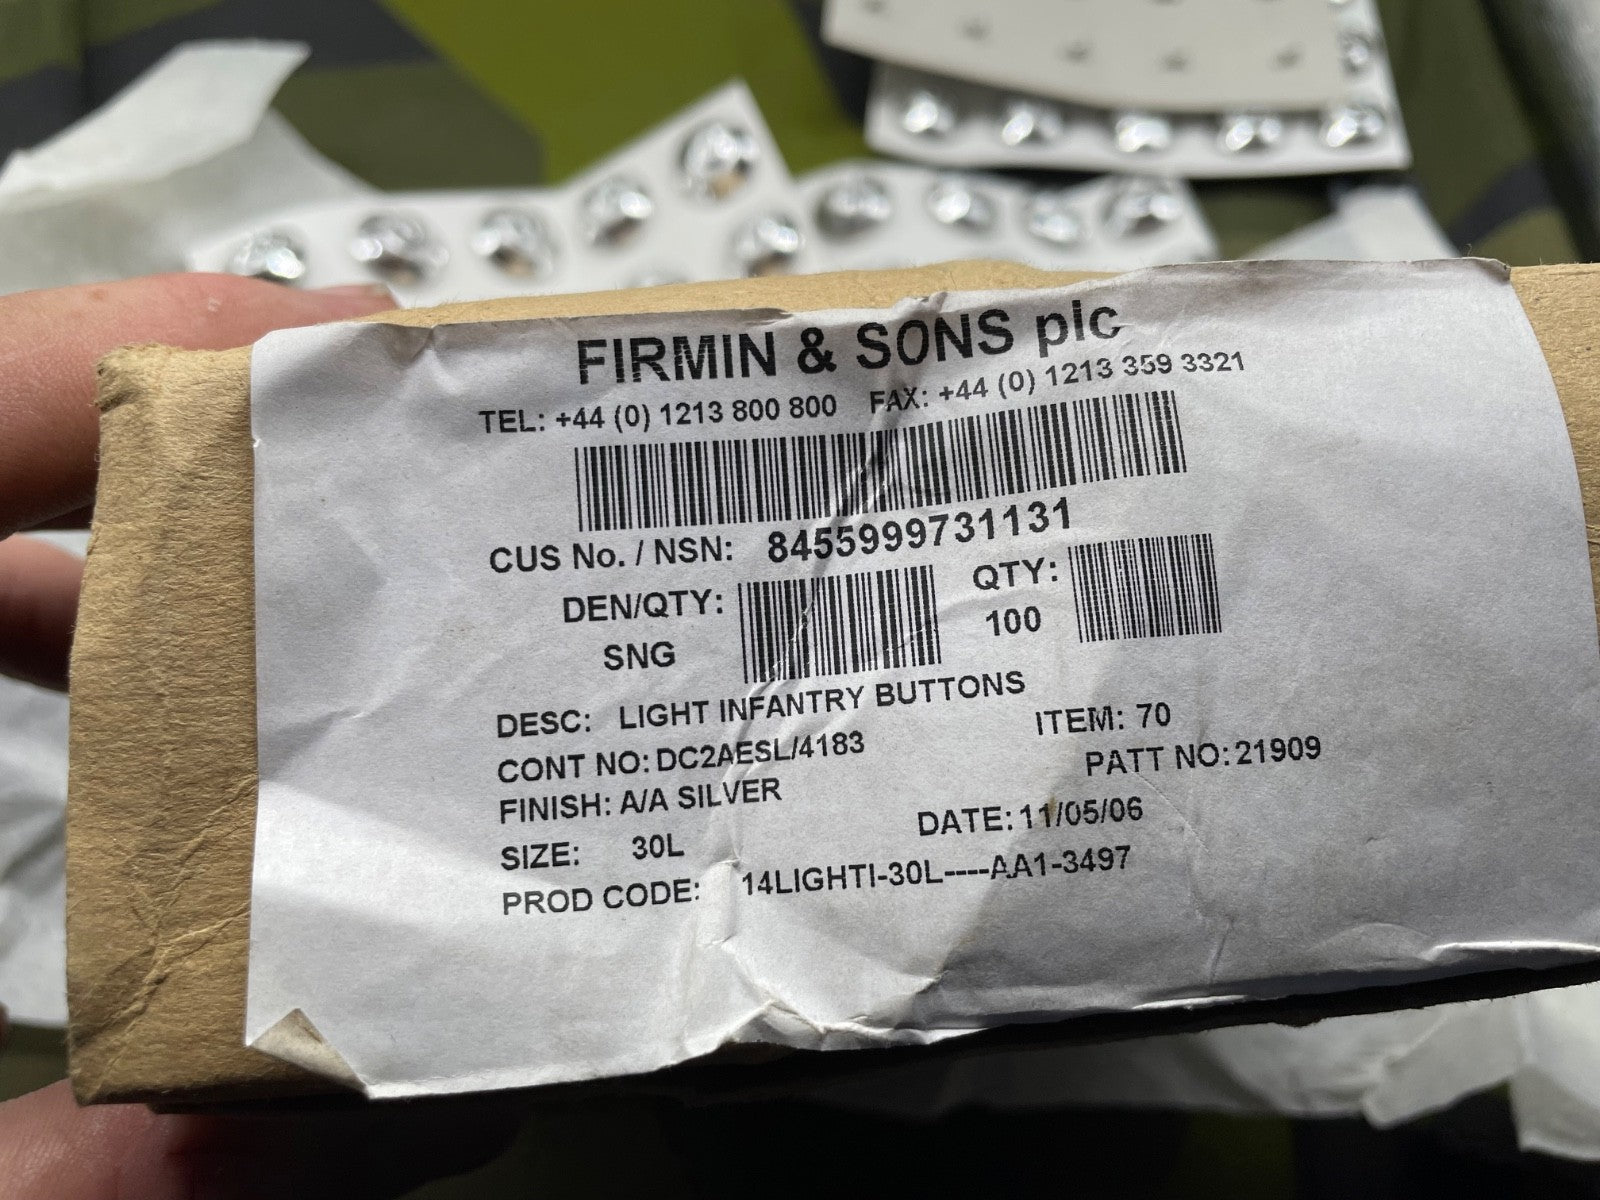 FIRMIN & SONS plc
TEL: +44 (0) 1213 800 800 FAX: +44 (0) 1213 359 3321
CUS No. / NSN: 8455999731131
DEN/QTY: QTY:
SNG 100
DESC: LIGHT INFANTRY BUTTONS
CONT NO: DC2AESL/4183 ITEM: 70
FINISH: A/A SILVER PATT NO: 21909
SIZE: 30L DATE: 11/05/06
PROD CODE: 14LIGHTI-30L----AA1-3497